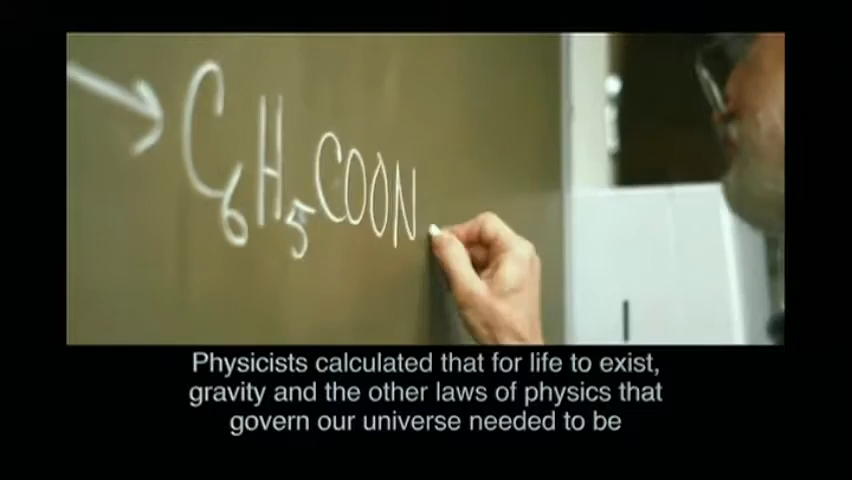 C6H5COON
Physicists calculated that for life to exist,
gravity and the other laws of physics that
govern our universe needed to be